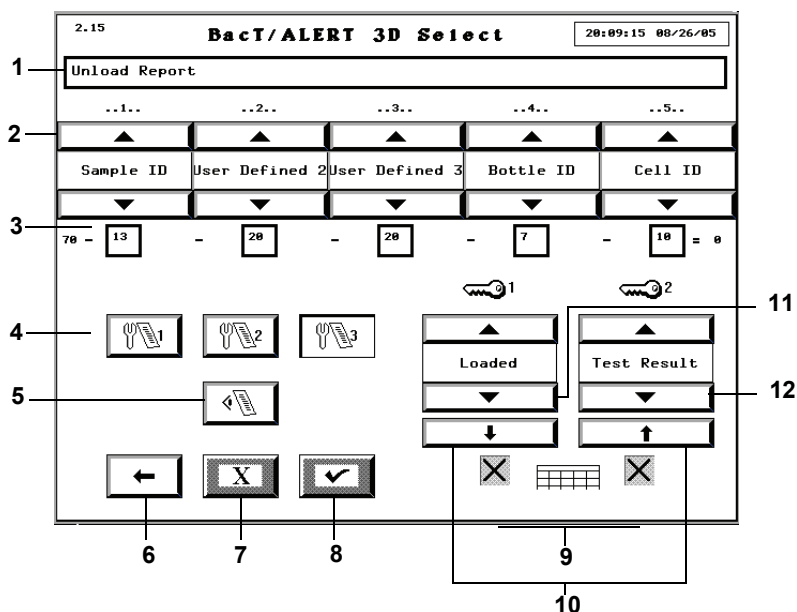 2.15 BacT/ALERT 3D Select 20:09:15 08/26/05
1 Unload Report
..1.. ..2.. ..3.. ..4.. ..5..
2
Sample ID User Defined 2 User Defined 3 Bottle ID Cell ID
3
70 - 13 - 20 - 20 - 7 - 10 = 0
1 2
11
4 1 2 3
Loaded Test Result
5 12
X
6 7 8
9
10